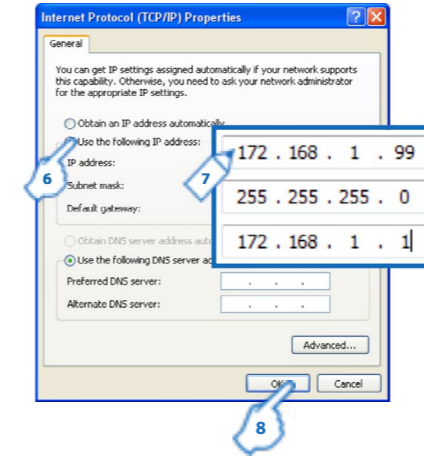 Internet Protocol (TCP/IP) Properties
General
You can get IP settings assigned automatically if your network supports
this capability. Otherwise, you need to ask your network administrator
for the appropriate IP settings.
Obtain an IP address automatically
Use the following IP address:
6
IP address:
7
172 . 168 . 1 . 99
Subnet mask:
255 . 255 . 255 . 0
Default gateway:
172 . 168 . 1 . 1
Obtain DNS server address
Use the following DNS server
Preferred DNS server:
. . .
Alternate DNS server:
. . .
Advanced...
OK
Cancel
8